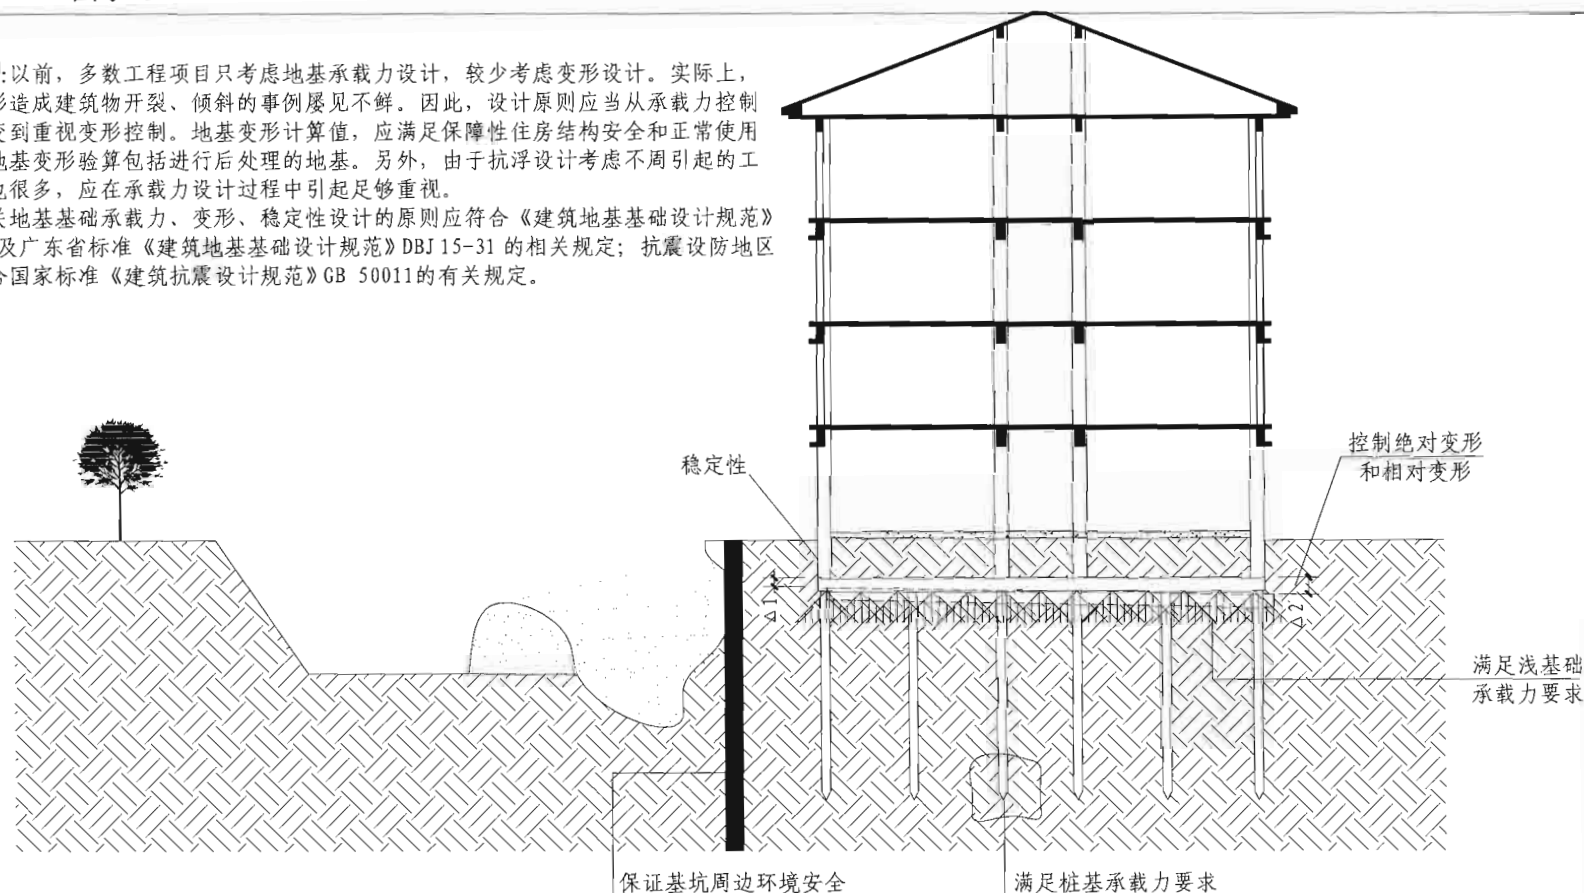 :以前，多数工程项目只考虑地基承载力设计，较少考虑变形设计。实际上，
形造成建筑物开裂、倾斜的事例屡见不鲜。因此，设计原则应当从承载力控制
变到重视变形控制。地基变形计算值，应满足保障性住房结构安全和正常使用
地基变形验算包括进行后处理的地基。另外，由于抗浮设计考虑不周引起的工
也很多，应在承载力设计过程中引起足够重视。
关地基基础承载力、变形、稳定性设计的原则应符合《建筑地基基础设计规范》
及广东省标准《建筑地基基础设计规范》DBJ 15-31 的相关规定；抗震设防地区
合国家标准《建筑抗震设计规范》GB 50011的有关规定。
稳定性
控制绝对变形
和相对变形
△1
△2
满足浅基础
承载力要求
保证基坑周边环境安全
满足桩基承载力要求